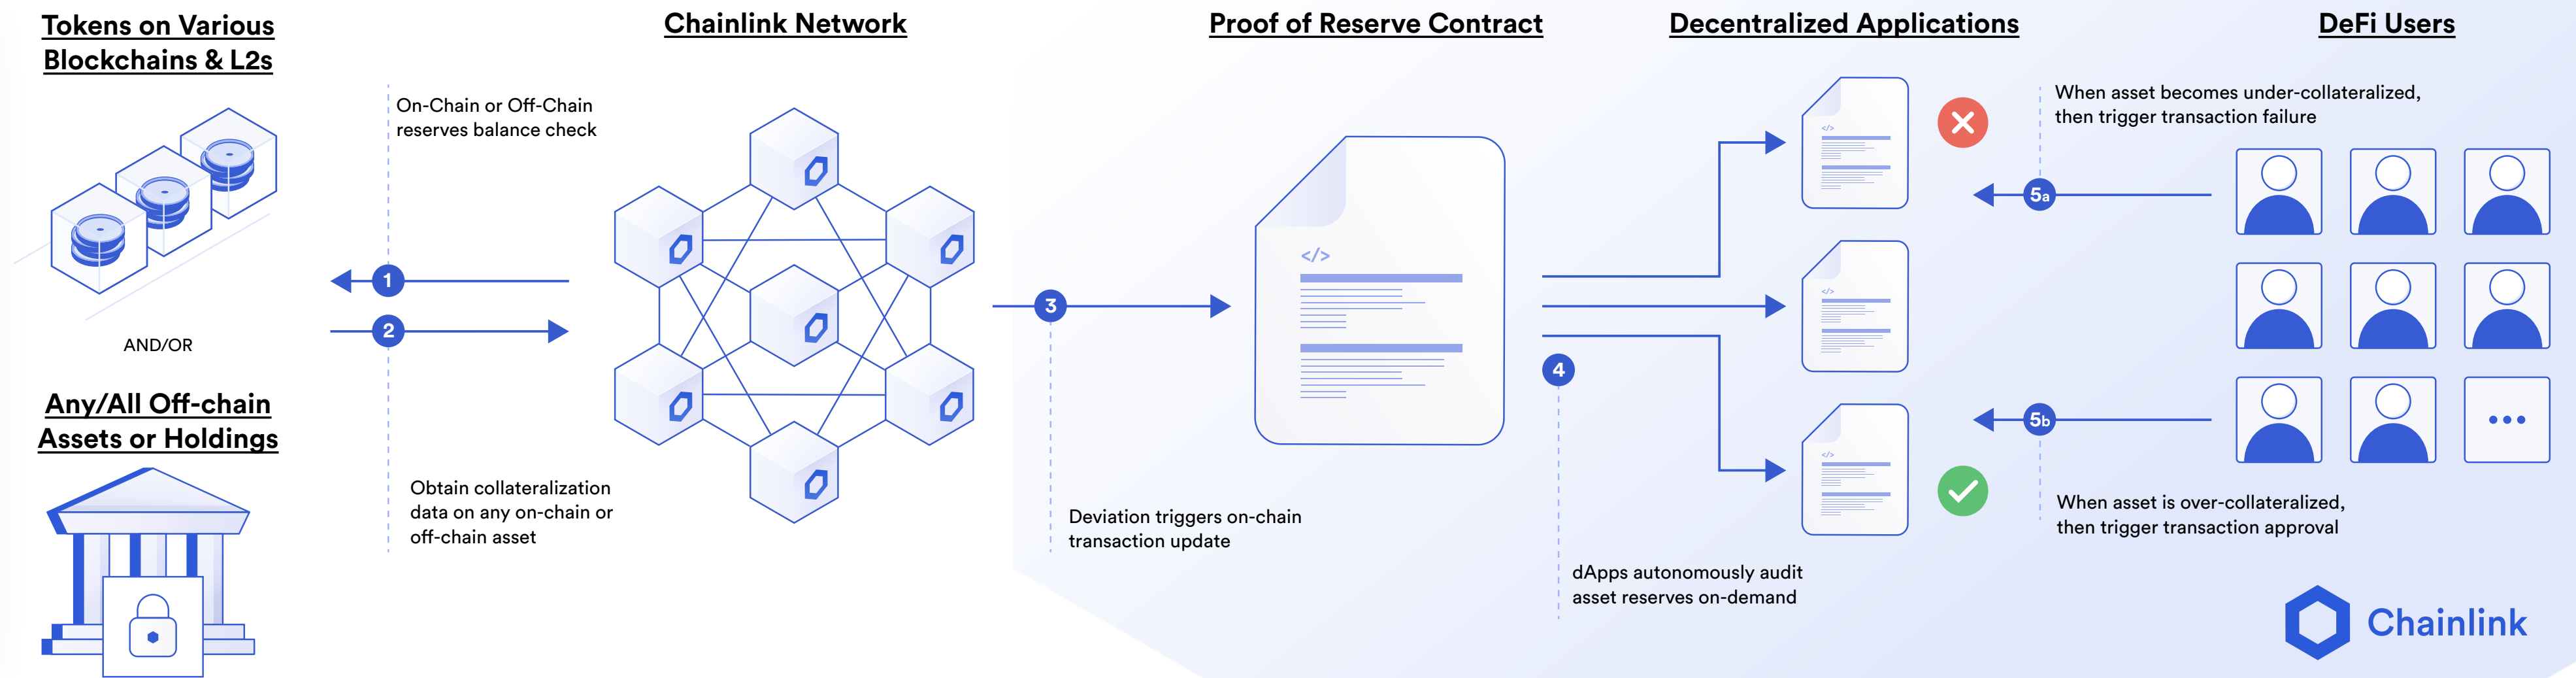 Tokens on Various
Blockchains & L2s
AND/OR
Any/All Off-chain
Assets or Holdings
On-Chain or Off-Chain
reserves balance check
1
2
Obtain collateralization
data on any on-chain or
off-chain asset
Chainlink Network
3
Deviation triggers on-chain
transaction update
Proof of Reserve Contract
</>
4
dApps autonomously audit
asset reserves on-demand
Decentralized Applications
</>
</>
</>
When asset becomes under-collateralized,
then trigger transaction failure
5a
5b
When asset is over-collateralized,
then trigger transaction approval
DeFi Users
Chainlink